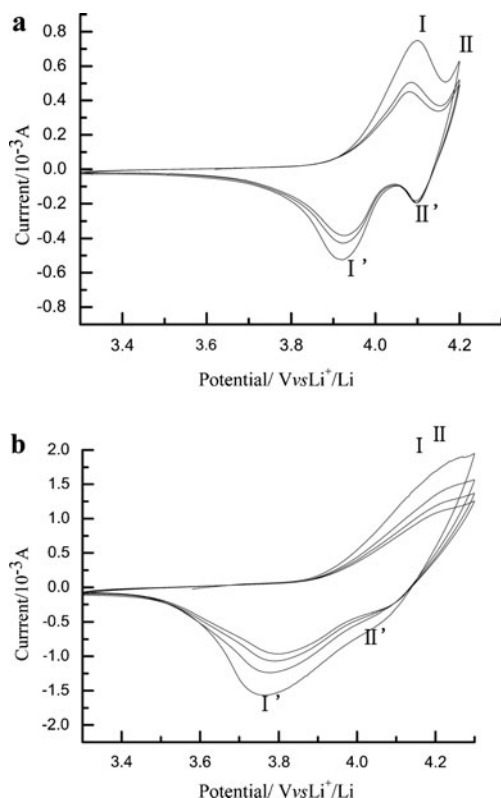 a
I
II
0.8
0.6
0.4
0.2
0.0
-0.2
-0.4
-0.6
-0.8
Currrent/10⁻³A
II’
I’
3.4 3.6 3.8 4.0 4.2
Potential/ VvsLi⁺/Li
b
I II
2.0
1.5
1.0
0.5
0.0
-0.5
-1.0
-1.5
-2.0
Currrent/10⁻³A
II’
I’
3.4 3.6 3.8 4.0 4.2
Potential/ VvsLi⁺/Li